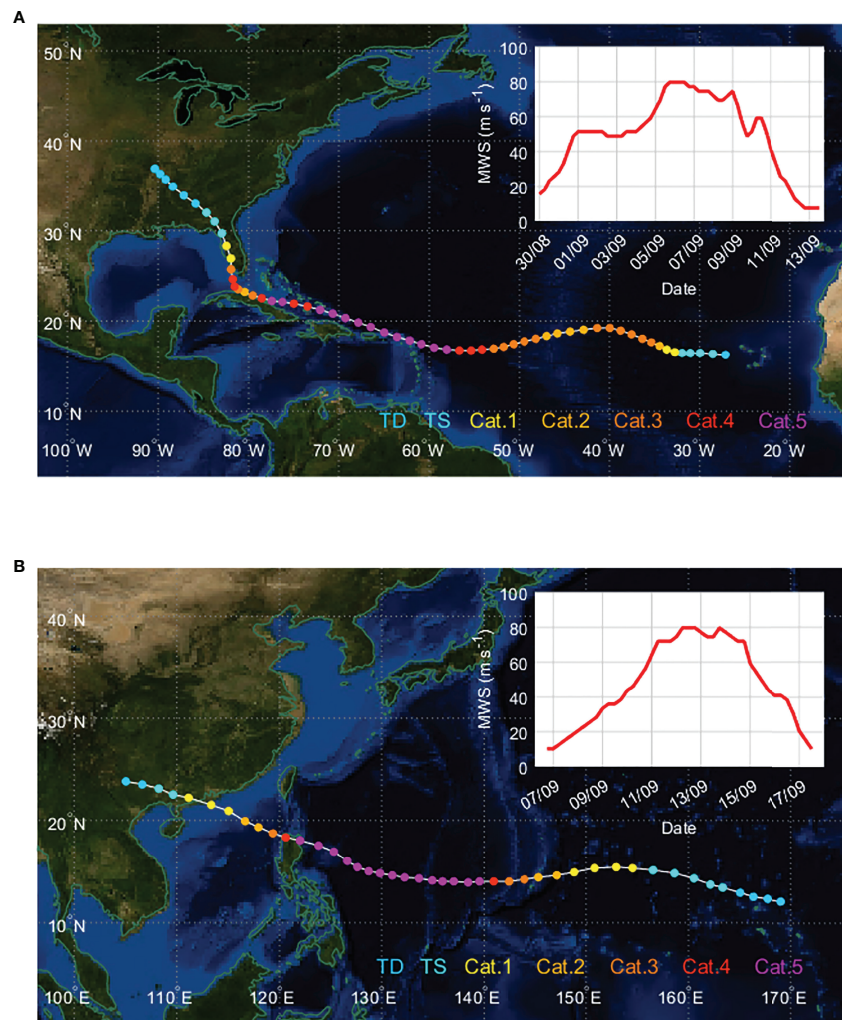 A
50°N
40°N
30°N
20°N
10°N
100°W 90°W 80°W 70°W 60°W 50°W 40°W 30°W 20°W
TD TS Cat.1 Cat.2 Cat.3 Cat.4 Cat.5
MWS (m s⁻¹)
100
80
60
40
20
0
30/08 01/09 03/09 05/09 07/09 09/09 11/09 13/09
Date
B
40°N
30°N
20°N
10°N
100°E 110°E 120°E 130°E 140°E 150°E 160°E 170°E
TD TS Cat.1 Cat.2 Cat.3 Cat.4 Cat.5
MWS (m s⁻¹)
100
80
60
40
20
0
07/09 09/09 11/09 13/09 15/09 17/09
Date